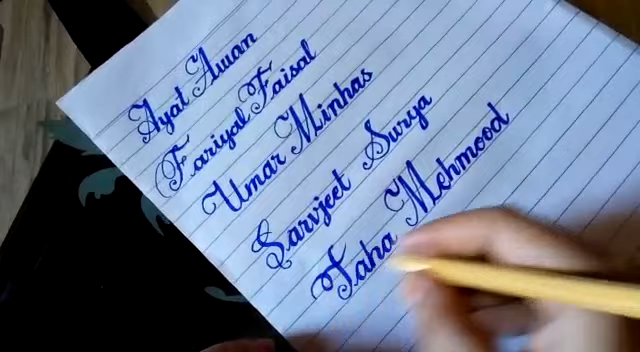 Ayat Awan
Fariyal Faisal
Umar Minhas
Sarvjeet Surya
Taha Mehmood